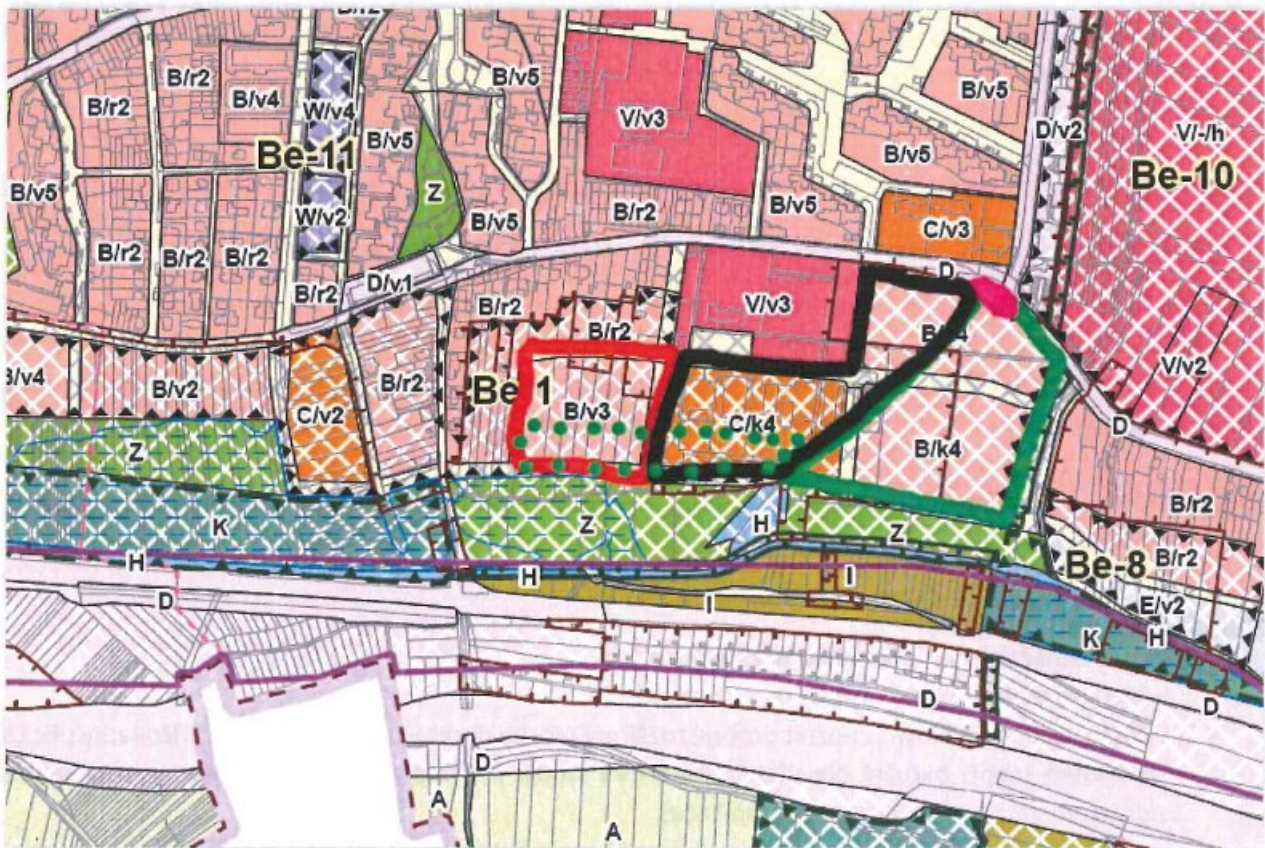 B/r2
B/r2
B/r2
B/v4
W/v4
B/v5
Be-11
B/v5
V/v3
B/v5
D/v2
V/-/h
Be-10
B/v5
B/v5
Z
W/v2
B/v5
B/r2
B/v5
C/v3
B/r2
B/r2
B/r2
B/r2
D/v1
B/r2
V/v3
D
B/r2
V/v2
B/v4
B/v2
C/v2
B/r2
Be-1
B/v3
C/k4
B/k4
D
Z
B/r2
K
Z
H
Z
B/r2
Be-8
H
H
I
E/v2
D
I
K
H
D
D
D
A
A